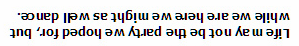 Life may not be the party we hoped for, but
while we are here we might as well dance.